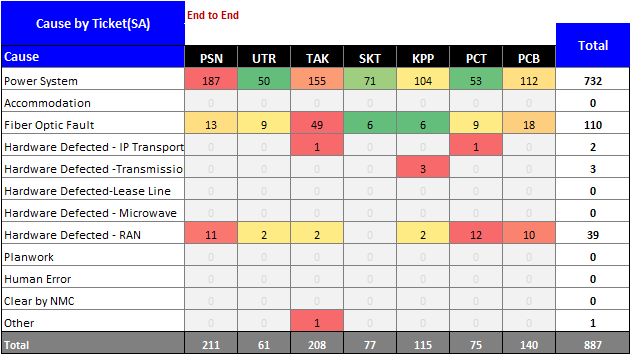 Cause by Ticket(SA) End to End Total
Cause PSN UTR TAK SKT KPP PCT PCB
Power System 187 50 155 71 104 53 112 732
Accommodation 0 0 0 0 0 0 0 0
Fiber Optic Fault 13 9 49 6 6 9 18 110
Hardware Defected - IP Transport 0 0 1 0 0 1 0 2
Hardware Defected -Transmissio 0 0 0 0 3 0 0 3
Hardware Defected-Lease Line 0 0 0 0 0 0 0 0
Hardware Defected - Microwave 0 0 0 0 0 0 0 0
Hardware Defected - RAN 11 2 2 0 2 12 10 39
Planwork 0 0 0 0 0 0 0 0
Human Error 0 0 0 0 0 0 0 0
Clear by NMC 0 0 0 0 0 0 0 0
Other 0 0 1 0 0 0 0 1
Total 211 61 208 77 115 75 140 887